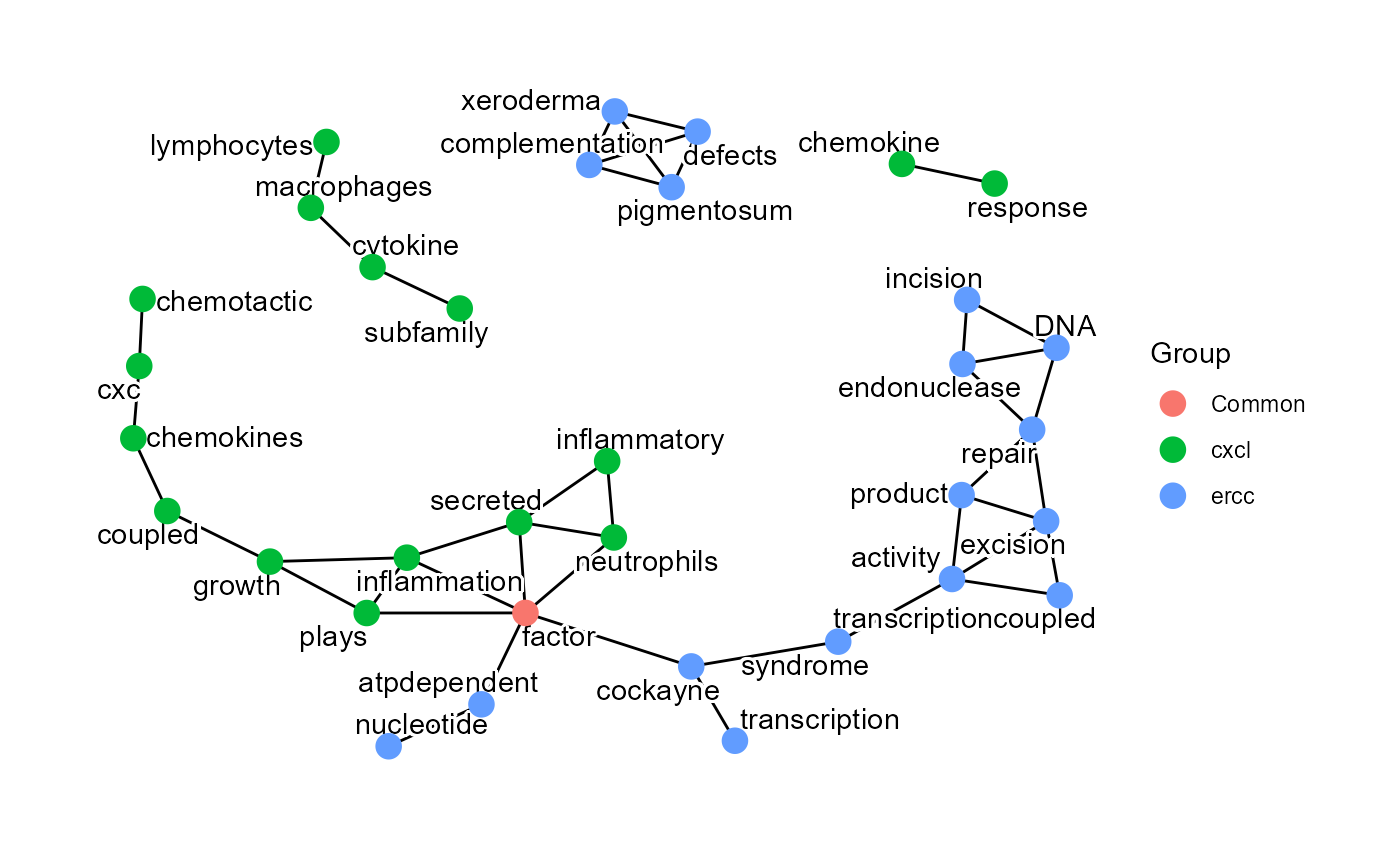 xeroderma
lymphocytes
complementation
chemokine
defects
macrophages
pigmentosum
response
cytokine
incision
chemotactic
DNA
subfamily
Group
cxc
endonuclease
Common
chemokines
inflammatory
cxcl
repair
secreted
product
ercc
coupled
excision
activity
neutrophils
growth
inflammation
transcriptioncoupled
plays
factor
syndrome
atpdependent
cockayne
nucleotide
transcription